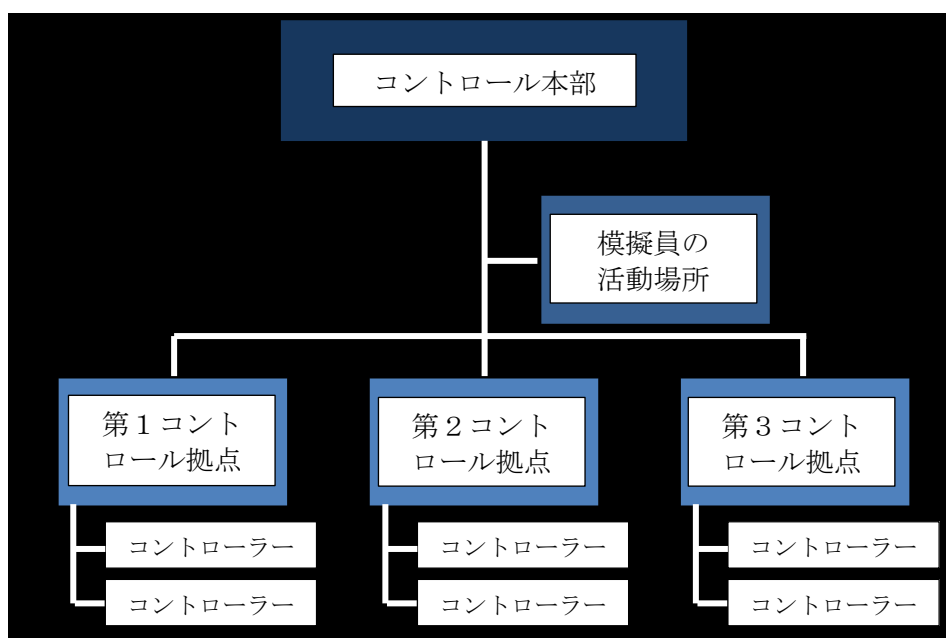 コントロール本部
模擬員の
活動場所
第１コント
ロール拠点
第２コント
ロール拠点
第３コント
ロール拠点
コントローラー
コントローラー
コントローラー
コントローラー
コントローラー
コントローラー